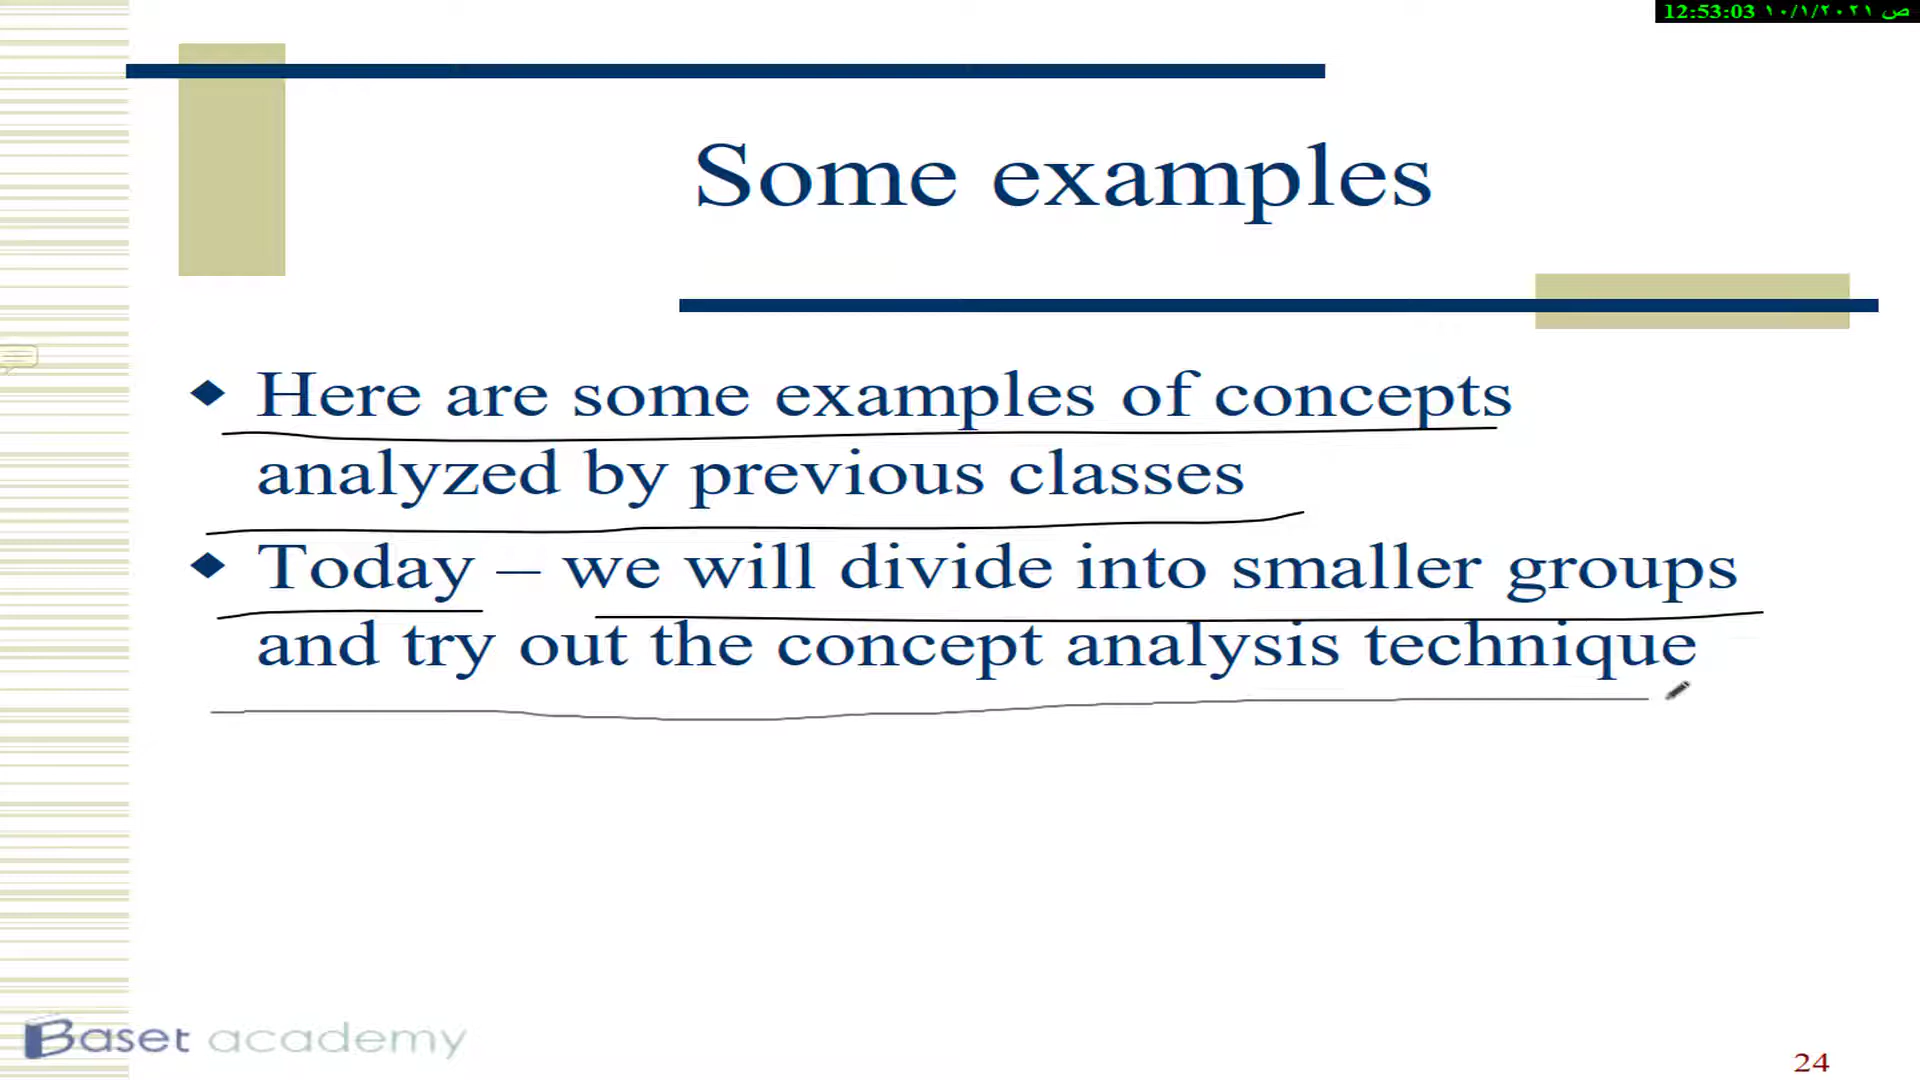 12:53:03 ١٠/١/٢٠٢١ ص
Some examples
Here are some examples of concepts
analyzed by previous classes
Today – we will divide into smaller groups
and try out the concept analysis technique
Baset academy
24